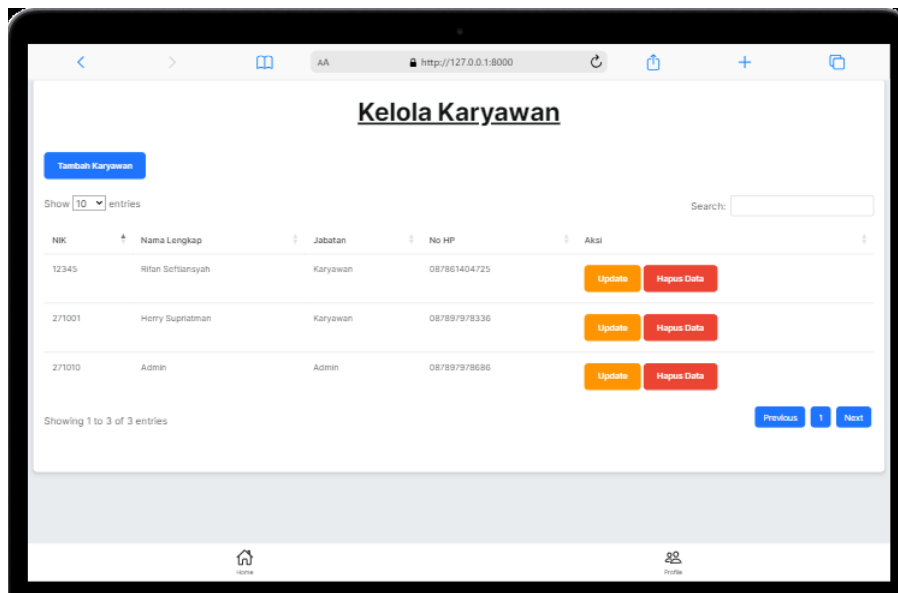 AA http://127.0.0.1:8000
Kelola Karyawan
Tambah Karyawan
Show 10 entries Search:
NIK Nama Lengkap Jabatan No HP Aksi
12345 Rifan Seftiansyah Karyawan 087861404725 Update Hapus Data
271001 Herry Supriatman Karyawan 087897978336 Update Hapus Data
271010 Admin Admin 087897978686 Update Hapus Data
Showing 1 to 3 of 3 entries Previous 1 Next
Home Profile